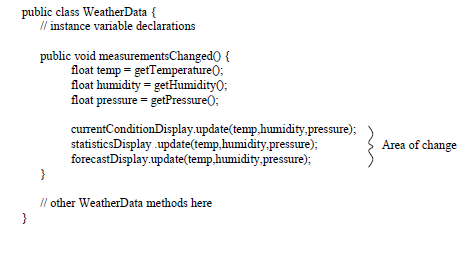 public class WeatherData {
// instance variable declarations
public void measurementsChanged() {
float temp = getTemperature();
float humidity = getHumidity();
float pressure = getPressure();
currentConditionDisplay.update(temp,humidity,pressure);
statisticsDisplay .update(temp,humidity,pressure);
forecastDisplay.update(temp,humidity,pressure);
Area of change
}
// other WeatherData methods here
}